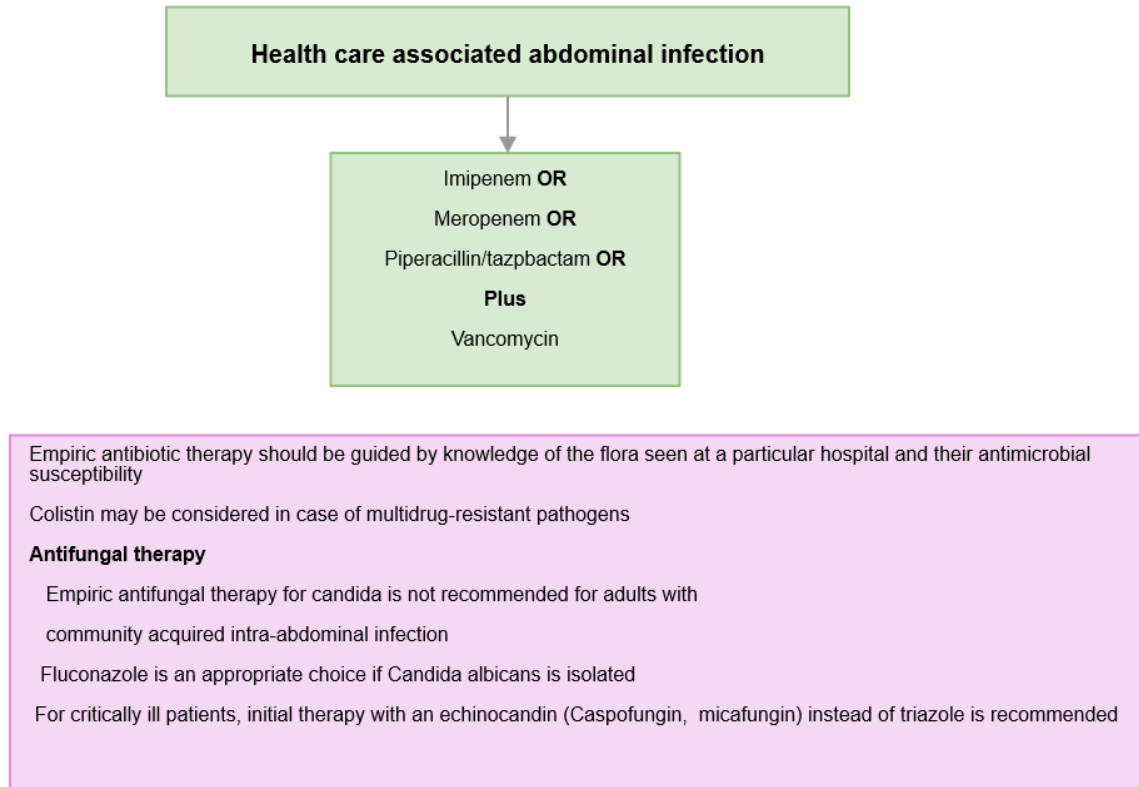 Health care associated abdominal infection
Imipenem OR
Meropenem OR
Piperacillin/tazpbactam OR
Plus
Vancomycin
Empiric antibiotic therapy should be guided by knowledge of the flora seen at a particular hospital and their antimicrobial
susceptibility
Colistin may be considered in case of multidrug-resistant pathogens
Antifungal therapy
Empiric antifungal therapy for candida is not recommended for adults with
community acquired intra-abdominal infection
Fluconazole is an appropriate choice if Candida albicans is isolated
For critically ill patients, initial therapy with an echinocandin (Caspofungin, micafungin) instead of triazole is recommended